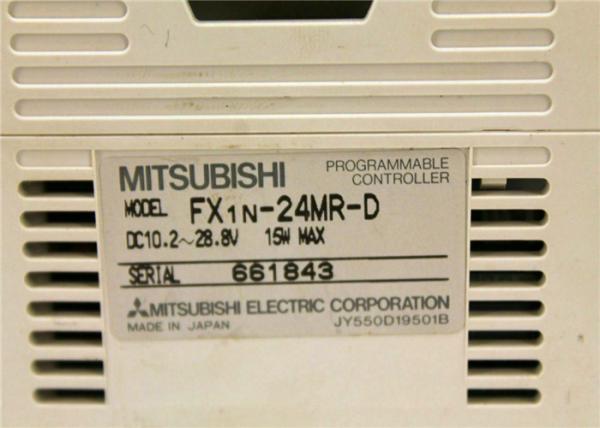 MITSUBISHI
PROGRAMMABLE
CONTROLLER
MODEL FX1N-24MR-D
DC10.2~28.8V 15W MAX
SERIAL 661843
MITSUBISHI ELECTRIC CORPORATION
MADE IN JAPAN JY550D19501B